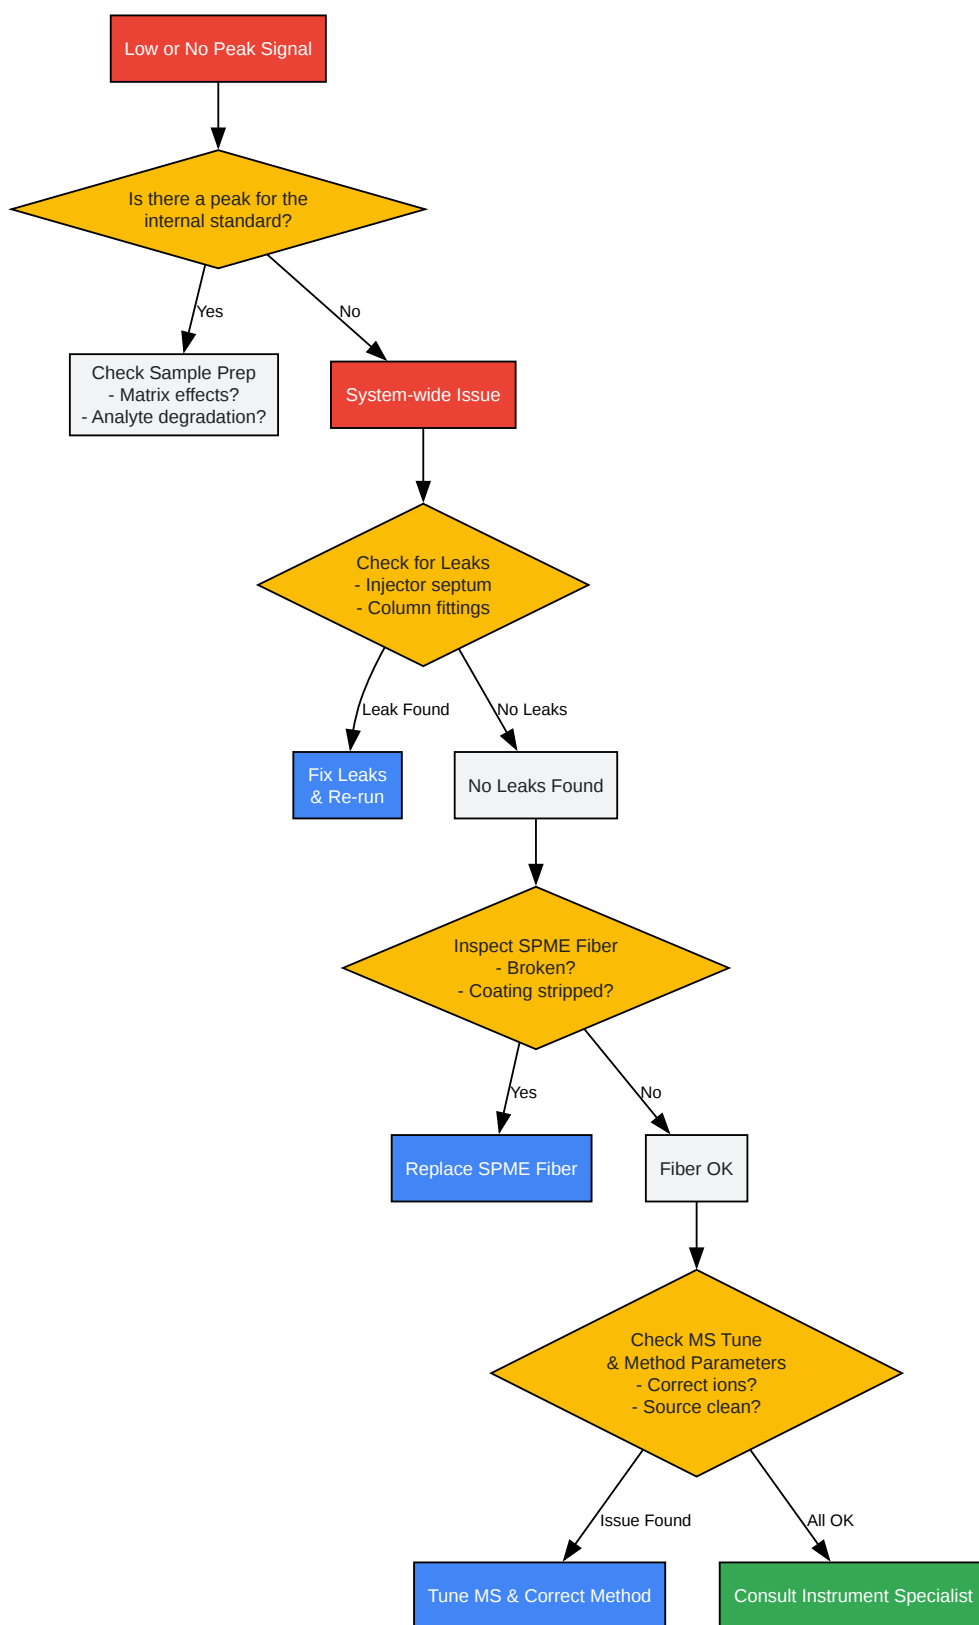 Low or No Peak Signal
Is there a peak for the
internal standard?
Yes
No
Check Sample Prep
- Matrix effects?
- Analyte degradation?
System-wide Issue
Check for Leaks
- Injector septum
- Column fittings
Leak Found
No Leaks
Fix Leaks
& Re-run
No Leaks Found
Inspect SPME Fiber
- Broken?
- Coating stripped?
Yes
No
Replace SPME Fiber
Fiber OK
Check MS Tune
& Method Parameters
- Correct ions?
- Source clean?
Issue Found
All OK
Tune MS & Correct Method
Consult Instrument Specialist